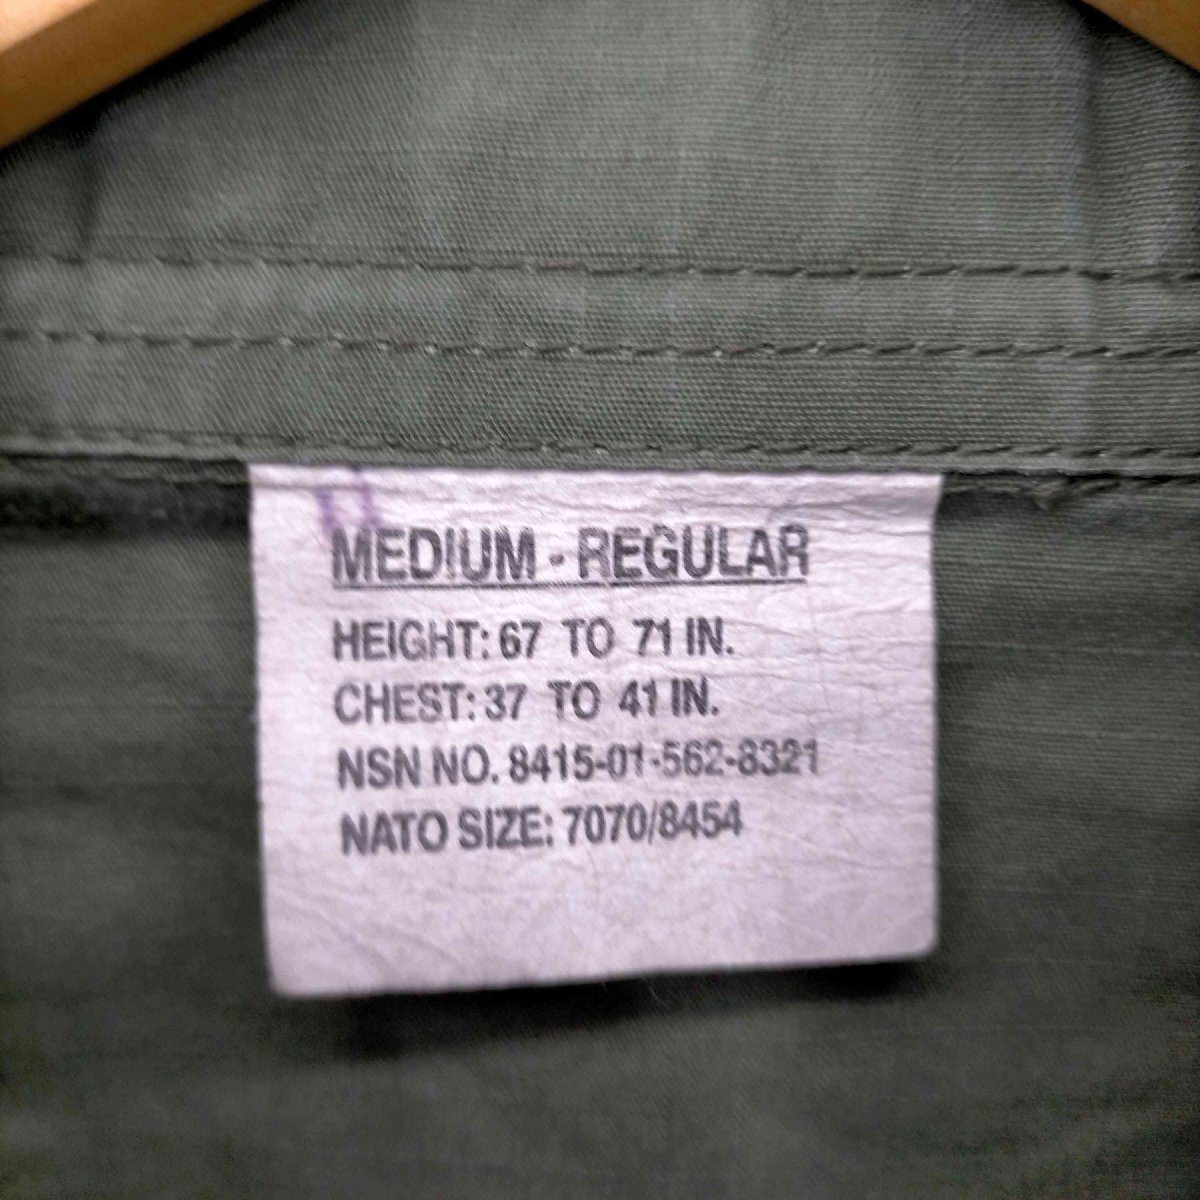 MEDIUM - REGULAR
HEIGHT: 67 TO 71 IN.
CHEST: 37 TO 41 IN.
NSN NO. 8415-01-562-8321
NATO SIZE: 7070/8454